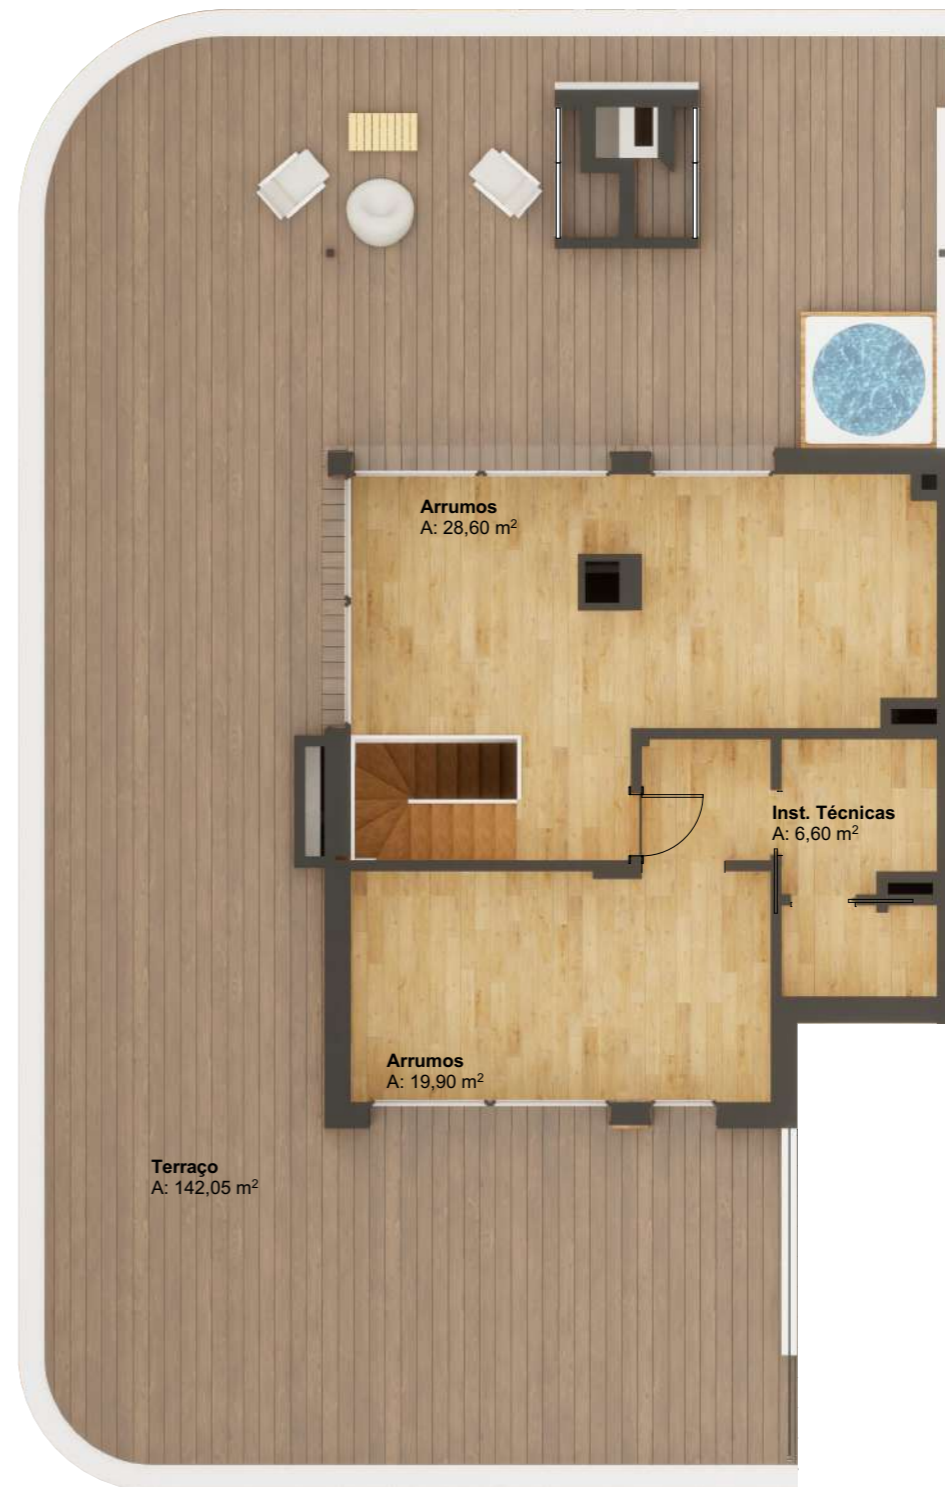 Arrumos
A: 28,60 m²
Inst. Técnicas
A: 6,60 m²
Arrumos
A: 19,90 m²
Terraço
A: 142,05 m²